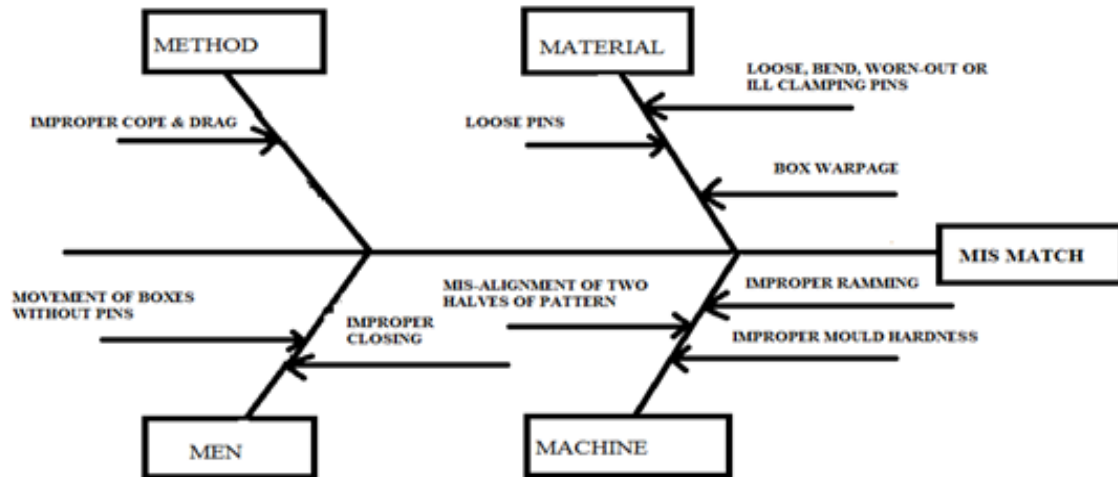 METHOD
MATERIAL
LOOSE, BEND, WORN-OUT OR
ILL CLAMPING PINS
IMPROPER COPE & DRAG
LOOSE PINS
BOX WARPAGE
MIS MATCH
MOVEMENT OF BOXES
WITHOUT PINS
IMPROPER
CLOSING
MIS-ALIGNMENT OF TWO
HALVES OF PATTERN
IMPROPER RAMMING
IMPROPER MOULD HARDNESS
MEN
MACHINE